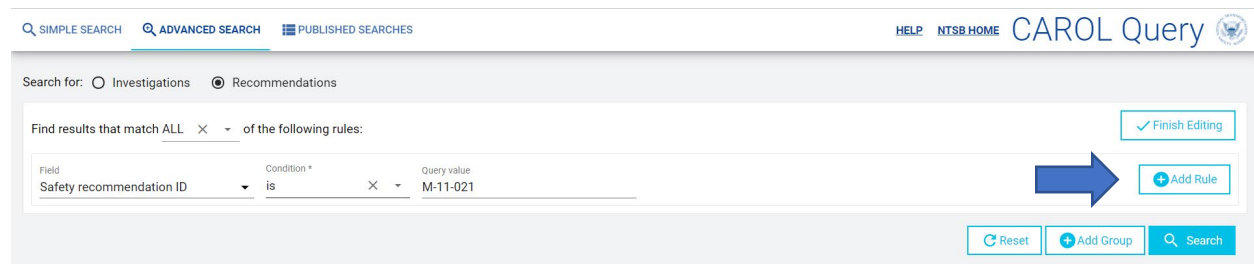 SIMPLE SEARCH ADVANCED SEARCH PUBLISHED SEARCHES HELP NTSB HOME CAROL Query
Search for: Investigations Recommendations
Find results that match ALL of the following rules: Finish Editing
Field Condition * Query value
Safety recommendation ID is M-11-021 Add Rule
Reset Add Group Search